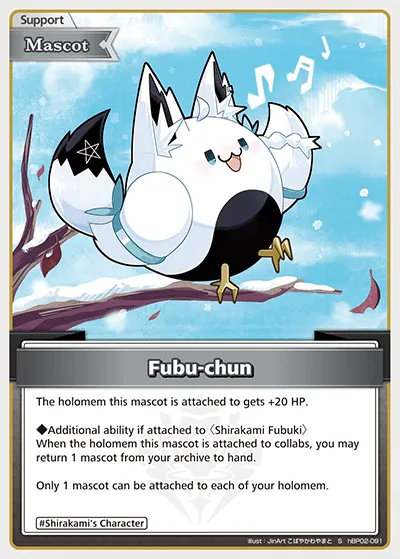 Support
Mascot
Fubu-chun
The holomem this mascot is attached to gets +20 HP.
◆Additional ability if attached to 〈Shirakami Fubuki〉
When the holomem this mascot is attached to collabs, you may
return 1 mascot from your archive to hand.
Only 1 mascot can be attached to each of your holomem.
#Shirakami's Character
illust : JinArt こばやかわやまと S hBP02-091